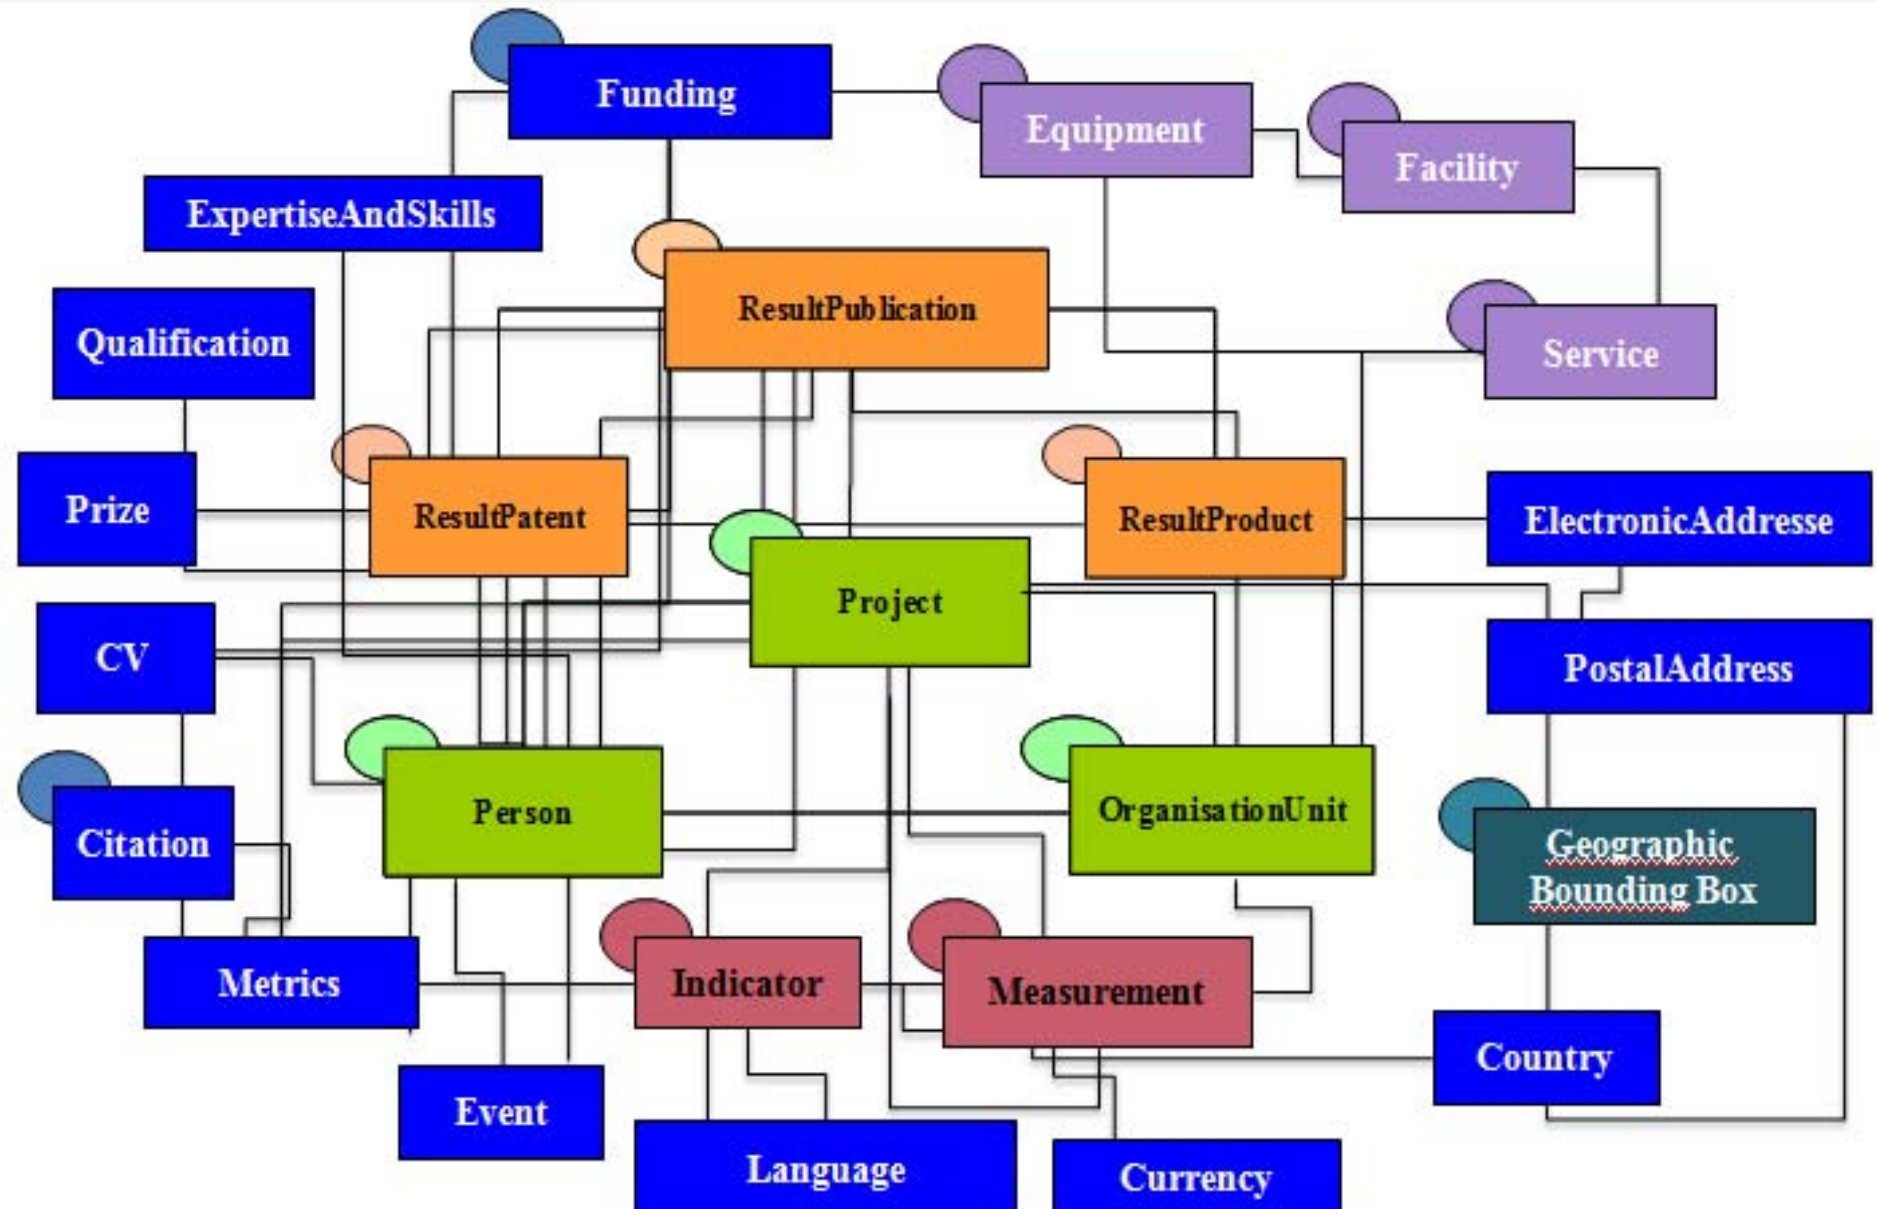 Funding
Equipment
Facility
ExpertiseAndSkills
ResultPublication
Qualification
Service
Prize
ResultPatent
ResultProduct
ElectronicAddresse
Project
CV
PostalAddress
Person
OrganisationUnit
Citation
Geographic
Bounding Box
Metrics
Indicator
Measurement
Country
Event
Language
Currency